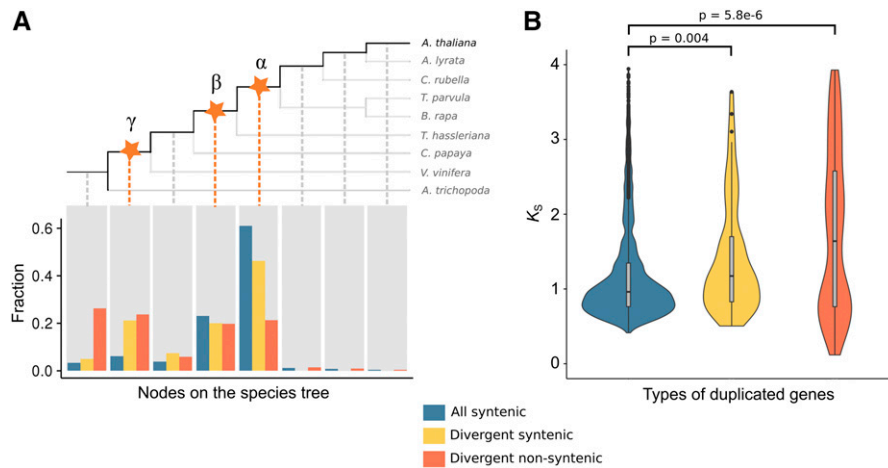 A
γ
β
α
A. thaliana
A. lyrata
C. rubella
T. parvula
B. rapa
T. hassleriana
C. papaya
V. vinifera
A. trichopoda
Fraction
0.6
0.4
0.2
0.0
Nodes on the species tree
B
p = 5.8e-6
p = 0.004
KS
4
3
2
1
0
Types of duplicated genes
All syntenic
Divergent syntenic
Divergent non-syntenic